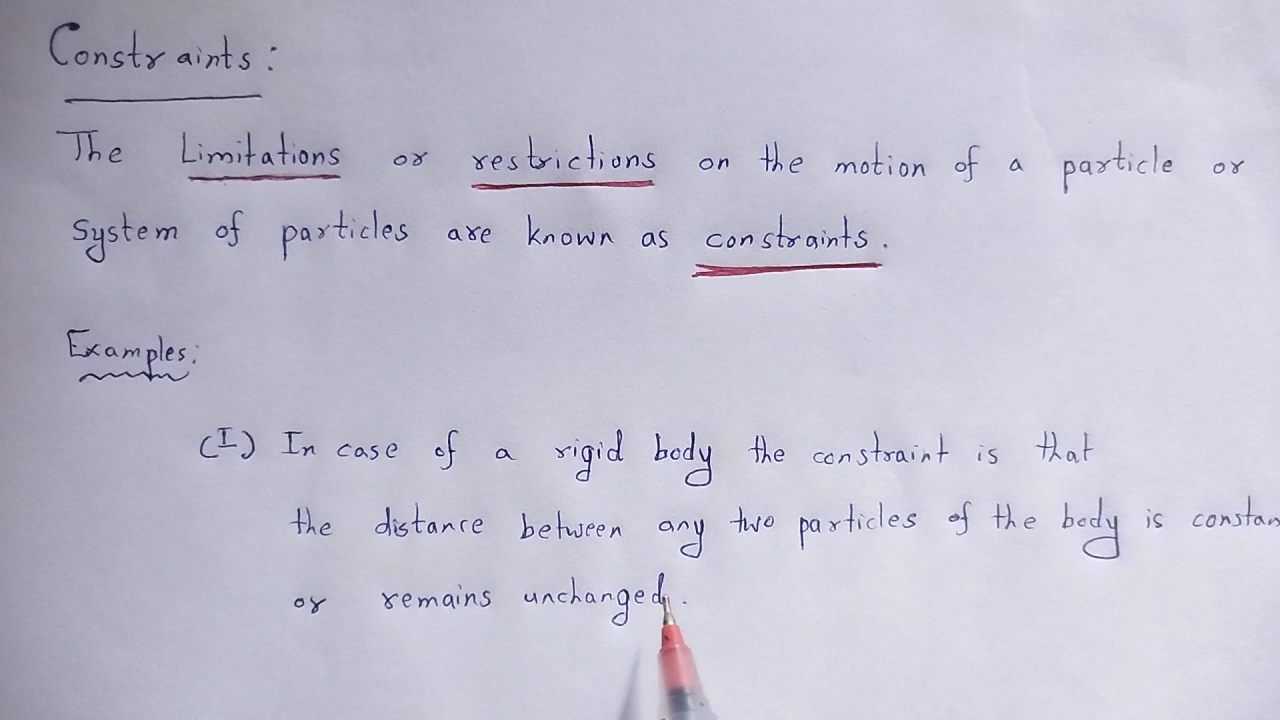 Constraints:
The Limitations or restrictions on the motion of a particle or
System of particles are known as constraints.
Examples:
(I) In case of a rigid body the constraint is that
the distance between any two particles of the body is constan
or remains unchanged.